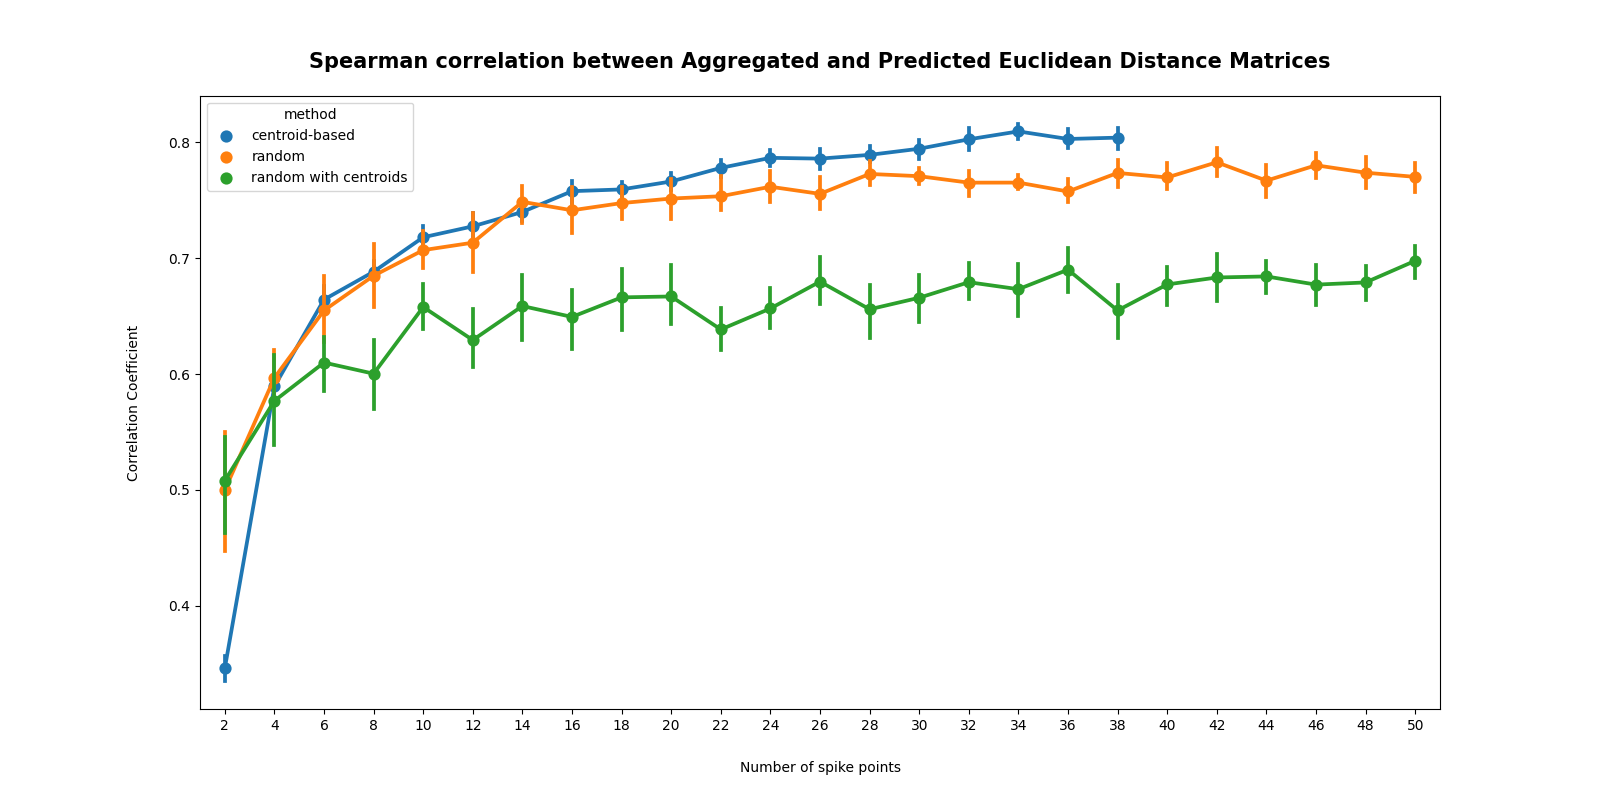 Spearman correlation between Aggregated and Predicted Euclidean Distance Matrices
method
centroid-based
random
random with centroids
0.8
0.7
0.6
0.5
0.4
Correlation Coefficient
2 4 6 8 10 12 14 16 18 20 22 24 26 28 30 32 34 36 38 40 42 44 46 48 50
Number of spike points